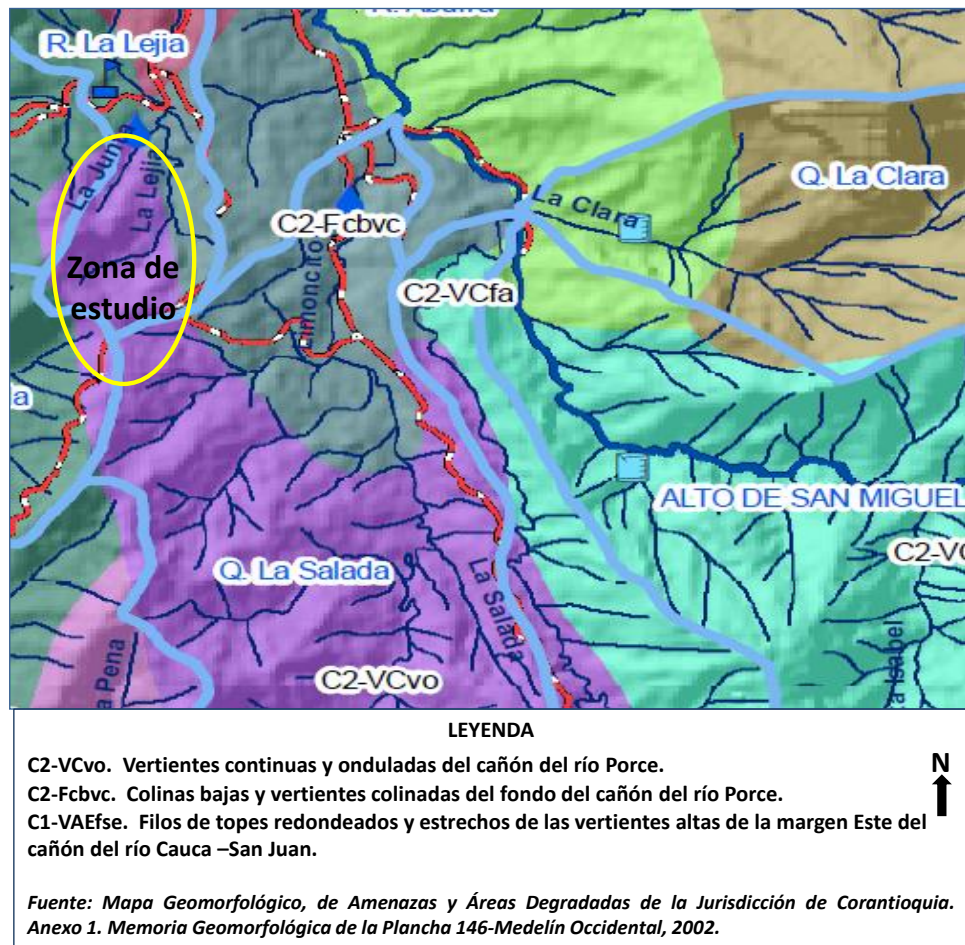 R. La Lejia
La Jun
La Lejia
Zona de
estudio
C2-Fcbvc
La Clara
Q. La Clara
C2-VCfa
a
ALTO DE SAN MIGUEL
Q. La Salada
La Salada
C2-VCvo
a Pena
a Isabel
LEYENDA
C2-VCvo. Vertientes continuas y onduladas del cañón del río Porce.
C2-Fcbvc. Colinas bajas y vertientes colinadas del fondo del cañón del río Porce.
C1-VAEfse. Filos de topes redondeados y estrechos de las vertientes altas de la margen Este del
cañón del río Cauca –San Juan.
N
Fuente: Mapa Geomorfológico, de Amenazas y Áreas Degradadas de la Jurisdicción de Corantioquia.
Anexo 1. Memoria Geomorfológica de la Plancha 146-Medelín Occidental, 2002.